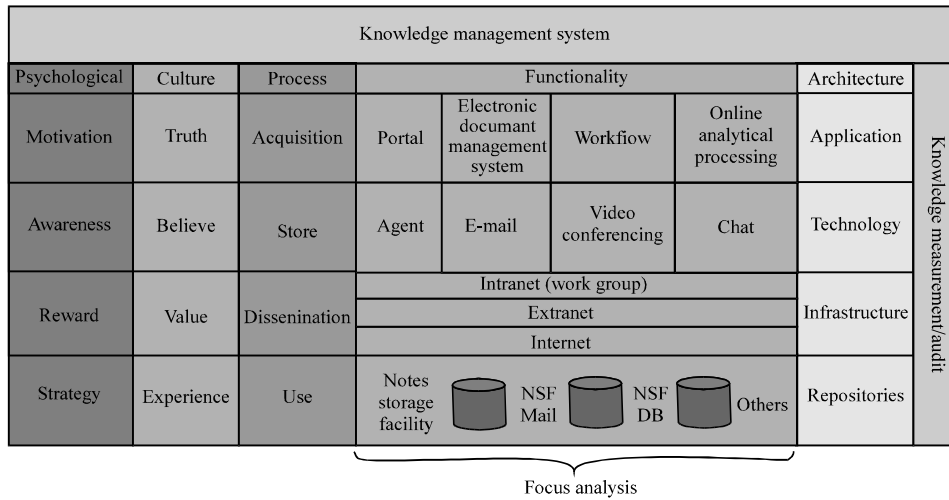 Knowledge management system
Psychological Culture Process Functionality Architecture
Motivation Truth Acquisition Portal
Electronic
documant
management
system
Workfiow
Online
analytical
processing
Application
Awareness Believe Store Agent E-mail
Video
conferencing
Chat Technology
Reward Value Dissenination
Intranet (work group)
Extranet
Internet
Infrastructure
Strategy Experience Use
Notes
storage
facility
NSF
Mail
NSF
DB
Others
Repositories
Knowledge measurement/audit
Focus analysis